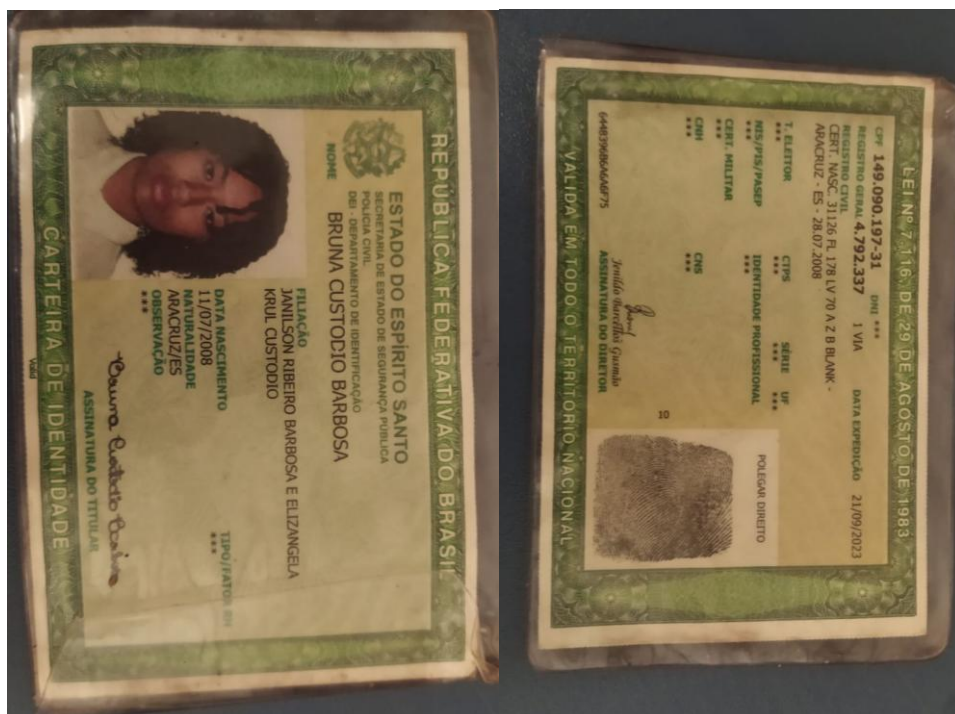 REPÚBLICA FEDERATIVA DO BRASIL
ESTADO DO ESPÍRITO SANTO
SECRETARIA DE ESTADO DE SEGURANÇA PÚBLICA
POLÍCIA CIVIL
DEI - DEPARTAMENTO DE IDENTIFICAÇÃO
NOME
BRUNA CUSTODIO BARBOSA
FILIAÇÃO
JANILSON RIBEIRO BARBOSA E ELIZANGELA
KRUL CUSTODIO
DATA NASCIMENTO TIPO/FATOR RH
11/07/2008 ***
NATURALIDADE
ARACRUZ/ES
OBSERVAÇÃO
***
Bruna Custodio Barbosa
ASSINATURA DO TITULAR
CARTEIRA DE IDENTIDADE
LEI Nº 7.116, DE 29 DE AGOSTO DE 1983
CPF 149.090.197-31 DNI ***
REGISTRO GERAL 4.792.337 1 VIA DATA EXPEDIÇÃO 21/09/2023
REGISTRO CIVIL
CERT. NASC. 31126 FL 178 LV 70 A Z B BLANK -
ARACRUZ - ES - 28.07.2008
T. ELEITOR CTPS SÉRIE UF
*** *** *** ***
NIS/PIS/PASEP IDENTIDADE PROFISSIONAL
*** ***
CERT. MILITAR
***
CNH CNS
*** ***
POLEGAR DIREITO
10
Jenildo Barcellos Gusmão
ASSINATURA DO DIRETOR
VÁLIDA EM TODO O TERRITÓRIO NACIONAL